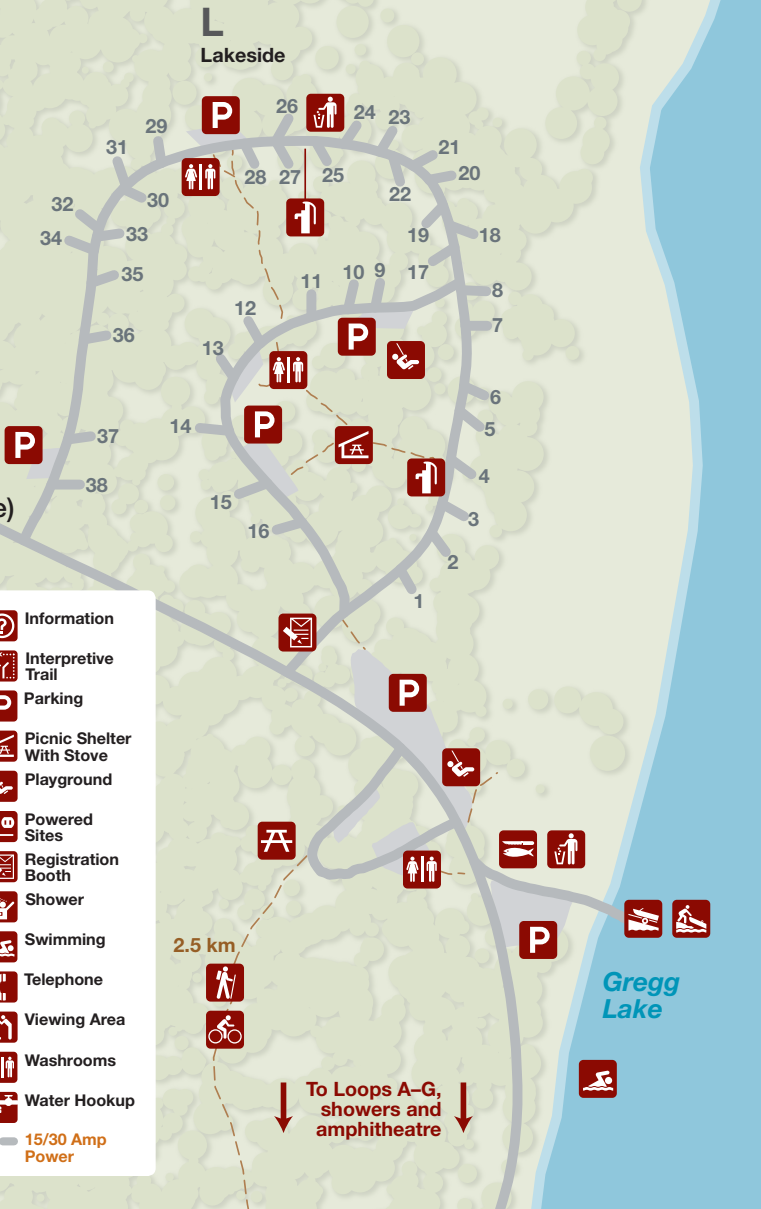 L
Lakeside
P
26
24
23
29
31
21
28
27
25
20
22
30
32
33
19
18
34
17
35
10
9
11
8
12
P
7
36
13
6
P
14
5
P
37
4
38
15
3
e)
16
2
1
?
Information
Interpretive
Trail
P
Parking
P
Picnic Shelter
With Stove
Playground
Powered
Sites
Registration
Booth
Shower
Swimming
2.5 km
P
Telephone
Gregg
Lake
Viewing Area
Washrooms
To Loops A–G,
showers and
amphitheatre
Water Hookup
15/30 Amp
Power